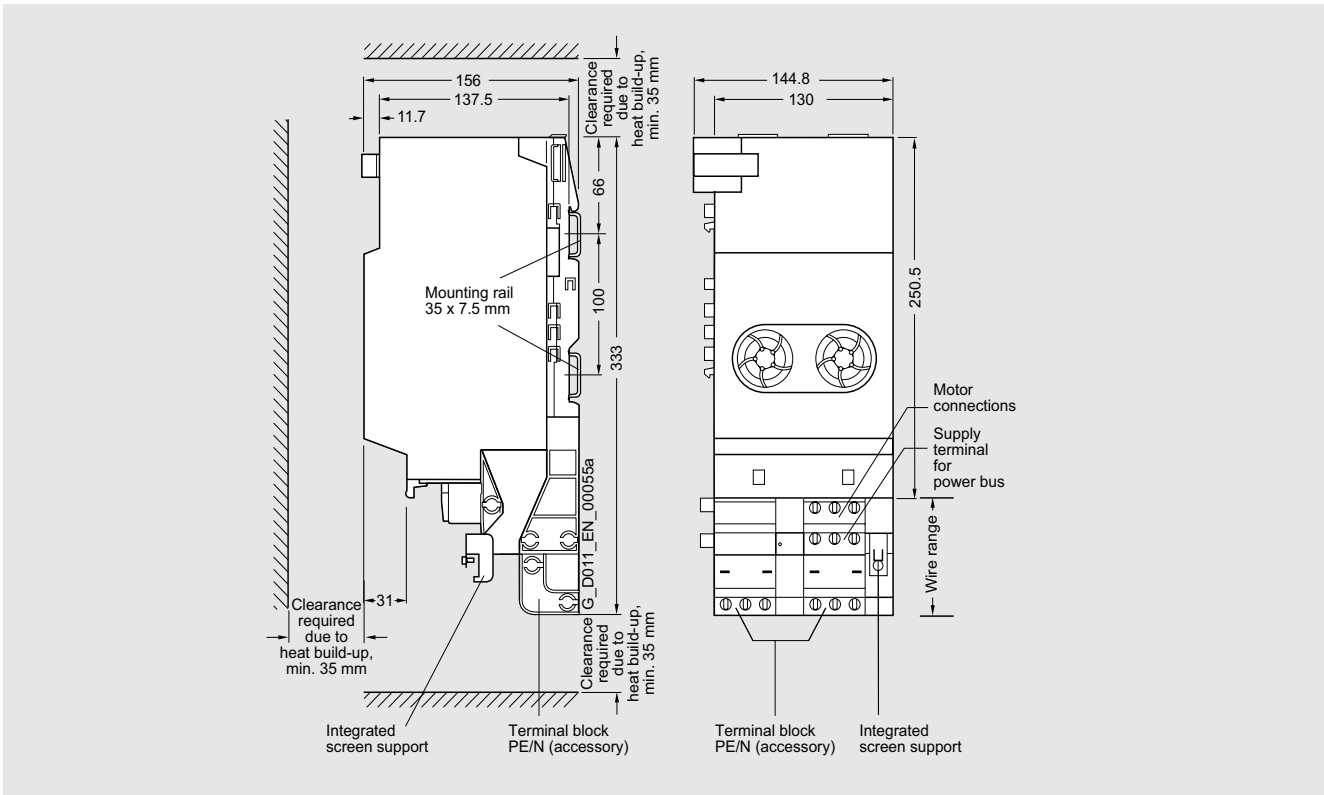 156
137.5
11.7
Clearance
required
due to
heat build-up,
min. 35 mm
66
100
333
Mounting rail
35 x 7.5 mm
31
Clearance
required
due to
heat build-up,
min. 35 mm
G_D011_EN_00055a
Clearance
required
due to
heat build-up,
min. 35 mm
Integrated
screen support
Terminal block
PE/N (accessory)
144.8
130
250.5
Motor
connections
Supply
terminal
for
power bus
Wire range
Terminal block
PE/N (accessory)
Integrated
screen support